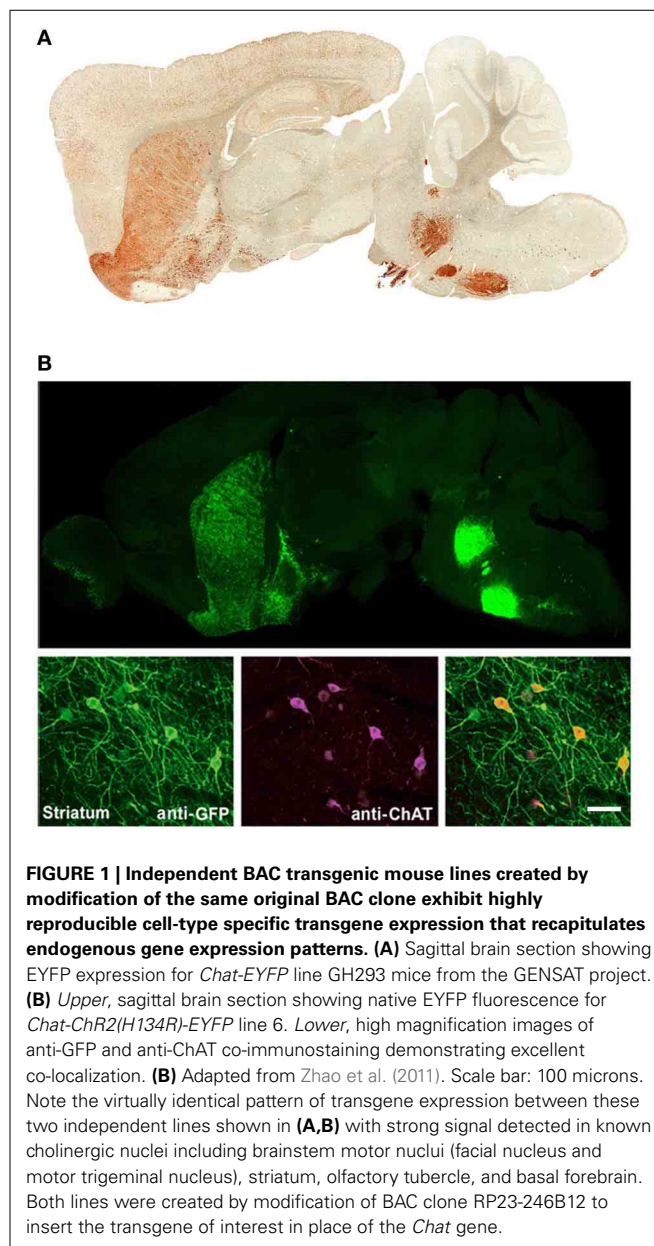 A
B
Striatum anti-GFP anti-ChAT
FIGURE 1 | Independent BAC transgenic mouse lines created by
modification of the same original BAC clone exhibit highly
reproducible cell-type specific transgene expression that recapitulates
endogenous gene expression patterns. (A) Sagittal brain section showing
EYFP expression for Chat-EYFP line GH293 mice from the GENSAT project.
(B) Upper, sagittal brain section showing native EYFP fluorescence for
Chat-ChR2(H134R)-EYFP line 6. Lower, high magnification images of
anti-GFP and anti-ChAT co-immunostaining demonstrating excellent
co-localization. (B) Adapted from Zhao et al. (2011). Scale bar: 100 microns.
Note the virtually identical pattern of transgene expression between these
two independent lines shown in (A,B) with strong signal detected in known
cholinergic nuclei including brainstem motor nuclui (facial nucleus and
motor trigeminal nucleus), striatum, olfactory tubercle, and basal forebrain.
Both lines were created by modification of BAC clone RP23-246B12 to
insert the transgene of interest in place of the Chat gene.